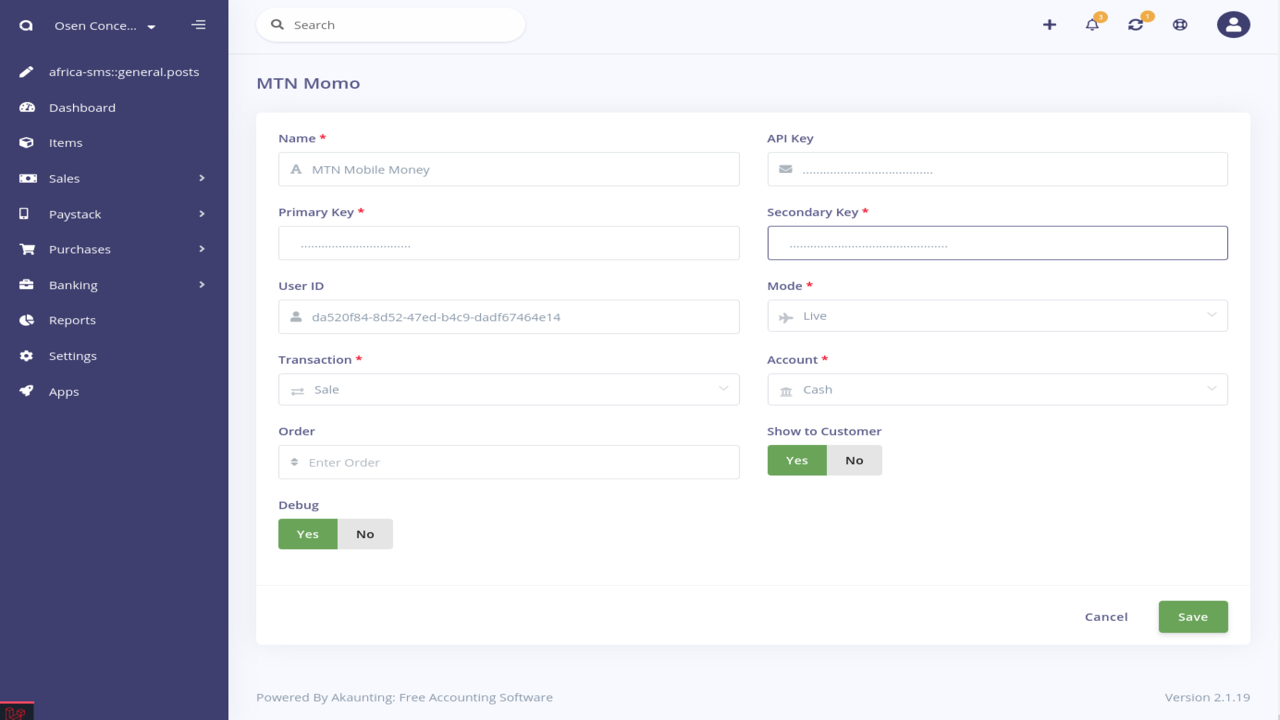 Osen Conce...
Search
3
1
africa-sms::general.posts
Dashboard
Items
Sales
Paystack
Purchases
Banking
Reports
Settings
Apps
MTN Momo
Name *
API Key
MTN Mobile Money
Primary Key *
Secondary Key *
User ID
Mode *
da520f84-8d52-47ed-b4c9-dadf67464e14
Live
Transaction *
Account *
Sale
Cash
Order
Show to Customer
Enter Order
Yes No
Debug
Yes No
Cancel Save
Powered By Akaunting: Free Accounting Software
Version 2.1.19